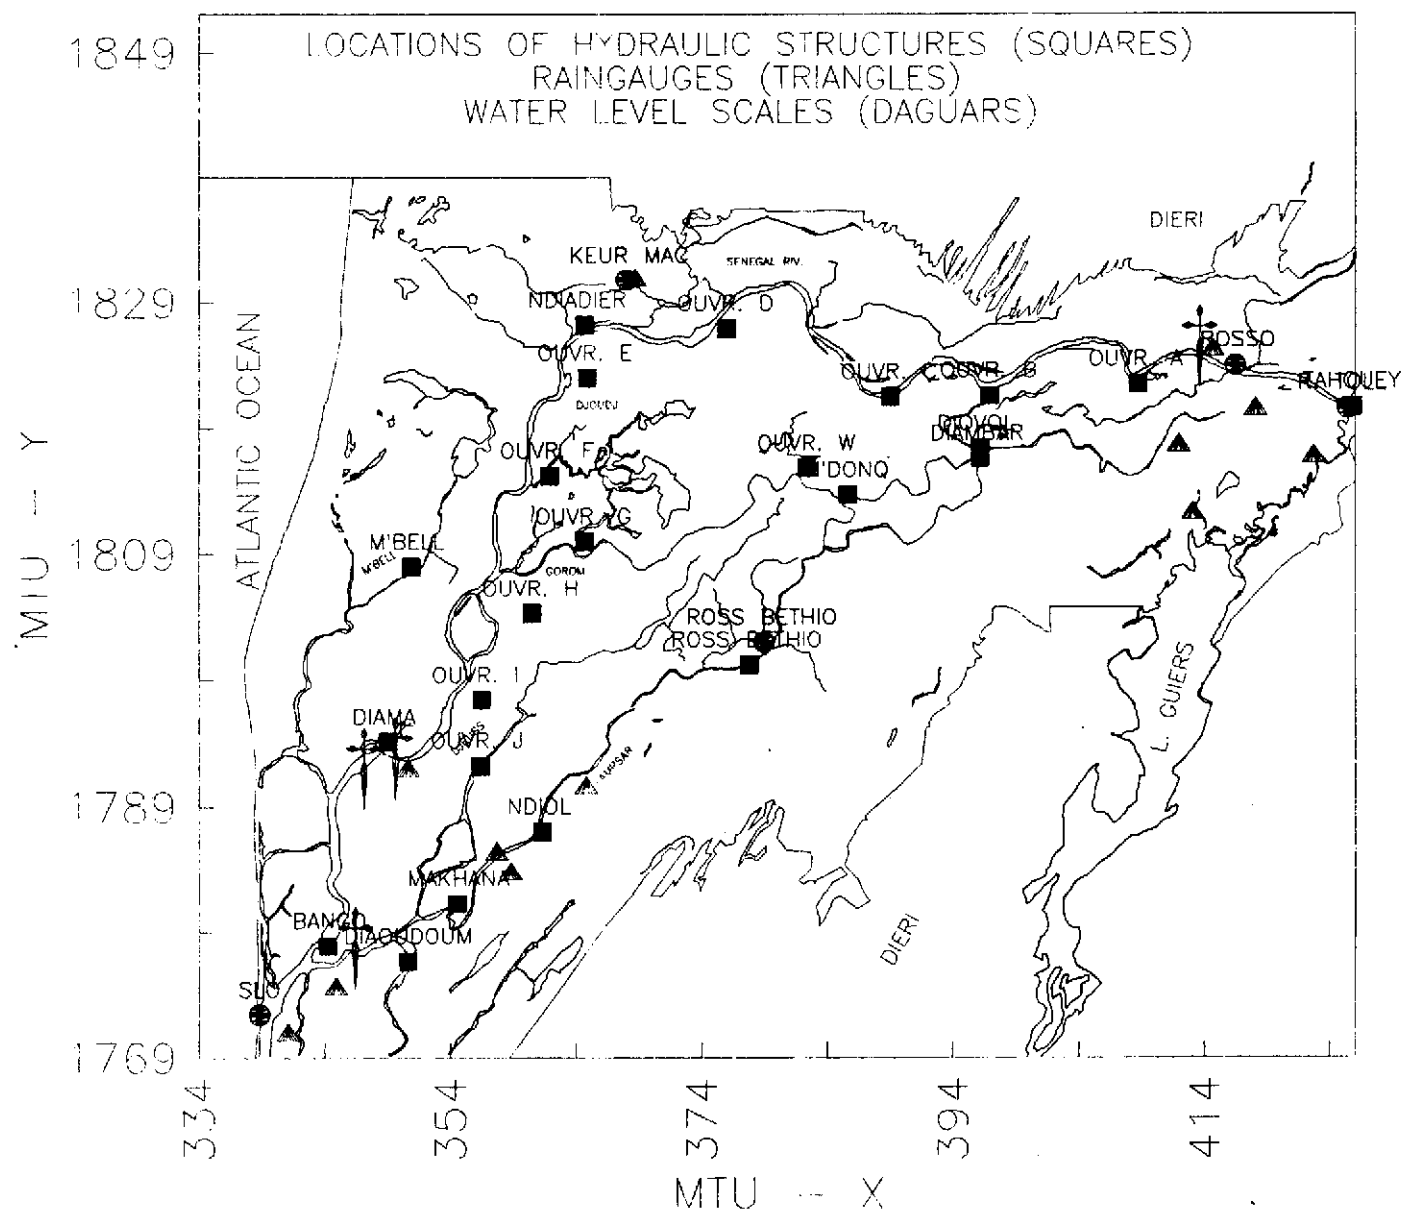 LOCATIONS OF HYDRAULIC STRUCTURES (SQUARES)
RAINGAUGES (TRIANGLES)
WATER LEVEL SCALES (DAGUARS)
1849
1829
1809
1789
1769
MTU - Y
334
354
374
394
414
MTU - X
ATLANTIC OCEAN
DIERI
KEUR MAC
SENEGAL RIV.
NDIADIER
OUVR. D
OUVR. E
ROSSO
OUVR. A
OUVR. C
OUVR. B
TAHOUEY
DJOUDJ
OUVR. F
OUVR. W
DIAMBAR
N'DONQ
OUVR. G
M'BELL
M'BELL
GOROM
OUVR. H
ROSS BETHIO
ROSS BETHIO
OUVR. I
L. GUIERS
DIAMA
OUVR. J
NDIOL
MAKHANA
BANGO
DIAOUDOUM
DIERI
SLO